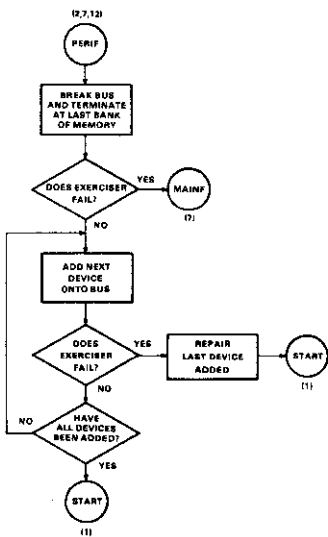 (2,7,12)
PERIF
BREAK BUS
AND TERMINATE
AT LAST BANK
OF MEMORY
DOES EXERCISER
FAIL?
YES
MAINF
(7)
NO
ADD NEXT
DEVICE
ONTO BUS
DOES
EXERCISER
FAIL?
YES
REPAIR
LAST DEVICE
ADDED
START
(1)
NO
HAVE
ALL DEVICES
BEEN ADDED?
NO
YES
START
(1)